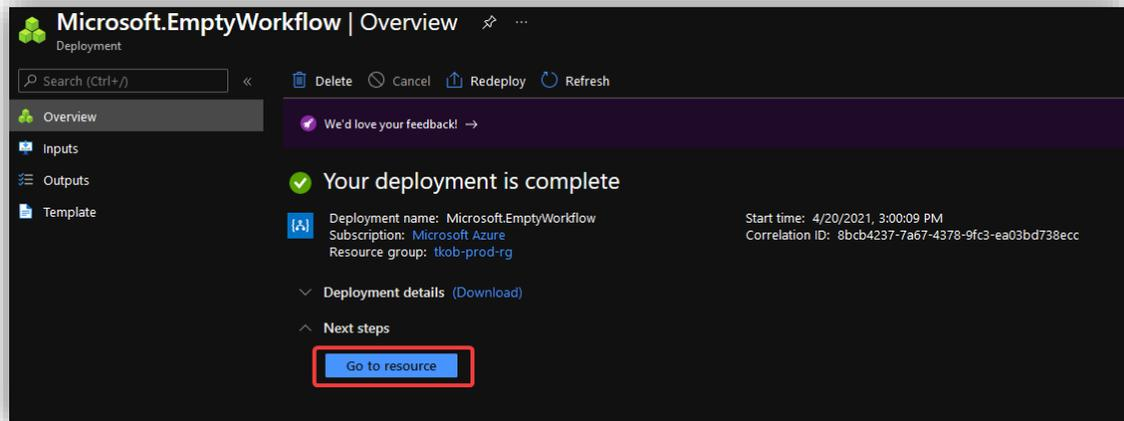 Microsoft.EmptyWorkflow | Overview ...
Deployment
Search (Ctrl+/) «
Delete Cancel Redeploy Refresh
Overview
Inputs
Outputs
Template
We'd love your feedback! →
Your deployment is complete
Deployment name: Microsoft.EmptyWorkflow
Subscription: Microsoft Azure
Resource group: tkob-prod-rg
Start time: 4/20/2021, 3:00:09 PM
Correlation ID: 8bcb4237-7a67-4378-9fc3-ea03bd738ecc
Deployment details (Download)
Next steps
Go to resource